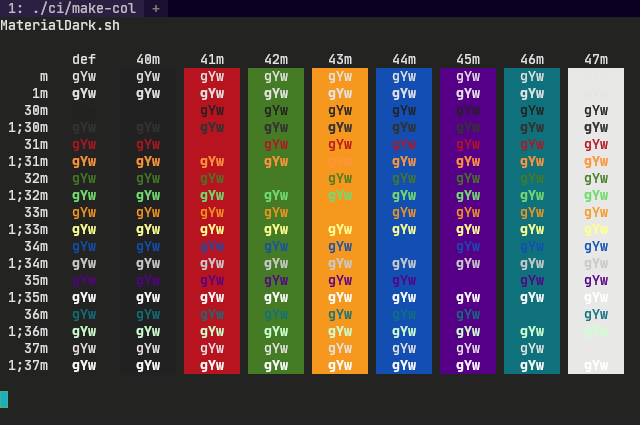 1: ./ci/make-col +
MaterialDark.sh
def 40m 41m 42m 43m 44m 45m 46m 47m
m gYw gYw gYw gYw gYw gYw gYw gYw
1m gYw gYw gYw gYw gYw gYw gYw gYw
30m gYw gYw gYw gYw gYw gYw gYw
1;30m gYw gYw gYw gYw gYw gYw gYw gYw gYw
31m gYw gYw gYw gYw gYw gYw gYw gYw
1;31m gYw gYw gYw gYw gYw gYw gYw gYw gYw
32m gYw gYw gYw gYw gYw gYw gYw gYw
1;32m gYw gYw gYw gYw gYw gYw gYw gYw gYw
33m gYw gYw gYw gYw gYw gYw gYw gYw
1;33m gYw gYw gYw gYw gYw gYw gYw gYw gYw
34m gYw gYw gYw gYw gYw gYw gYw gYw
1;34m gYw gYw gYw gYw gYw gYw gYw gYw gYw
35m gYw gYw gYw gYw gYw gYw gYw gYw
1;35m gYw gYw gYw gYw gYw gYw gYw gYw gYw
36m gYw gYw gYw gYw gYw gYw gYw gYw
1;36m gYw gYw gYw gYw gYw gYw gYw gYw gYw
37m gYw gYw gYw gYw gYw gYw gYw gYw
1;37m gYw gYw gYw gYw gYw gYw gYw gYw gYw